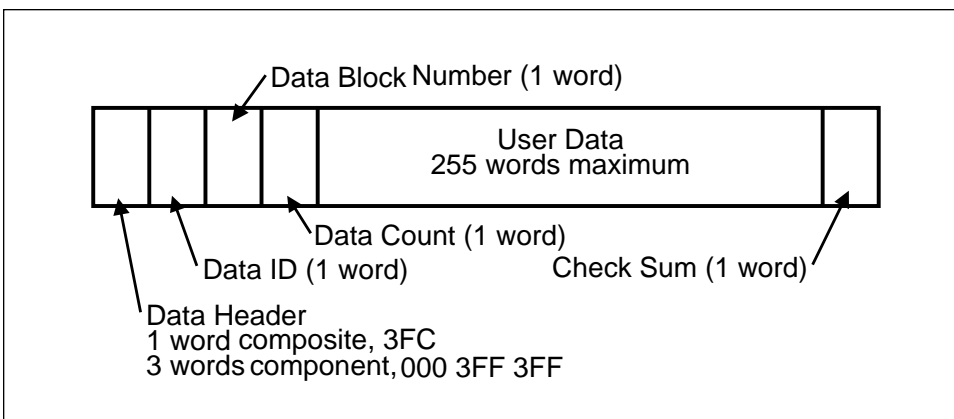 Data Block Number (1 word)
User Data
255 words maximum
Data Count (1 word)
Data ID (1 word)
Check Sum (1 word)
Data Header
1 word composite, 3FC
3 words component, 000 3FF 3FF